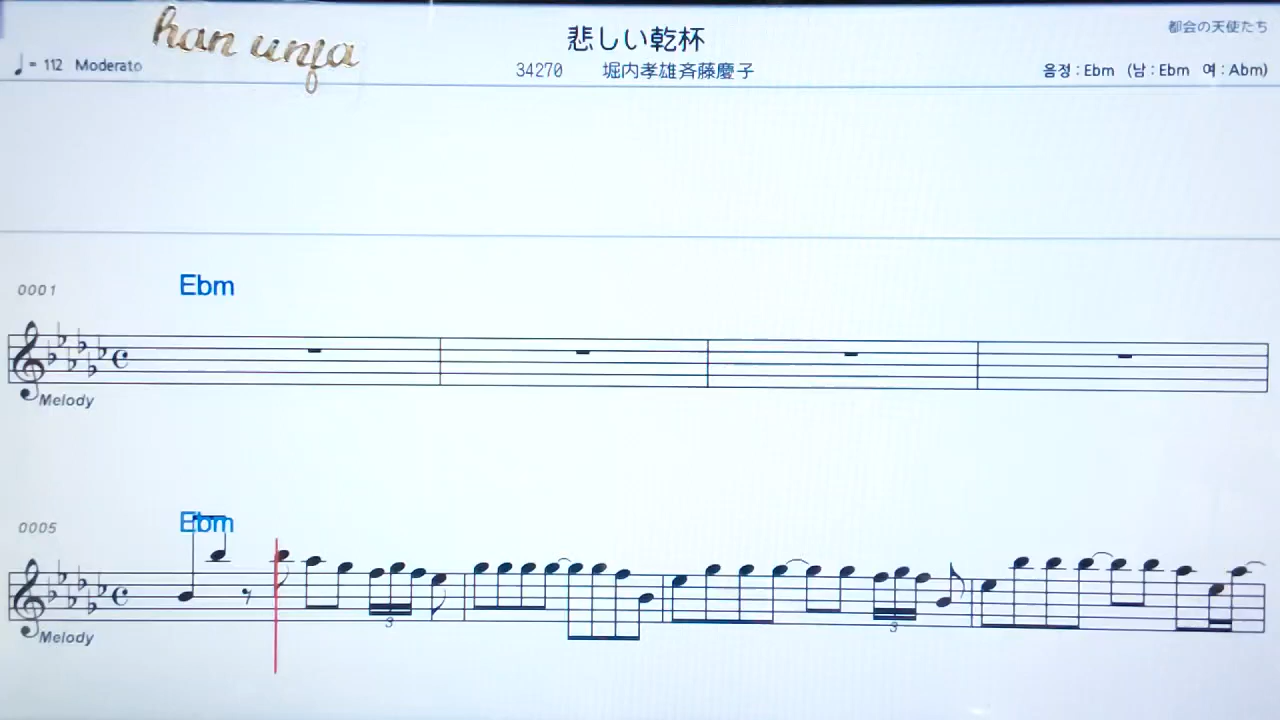 han unja
悲しい乾杯
都会の天使たち
♩= 112 Moderato
34270 堀内孝雄斉藤慶子
음정 : Ebm (남 : Ebm 여 : Abm)
0001
Ebm
Melody
0005
Ebm
Melody
3
3